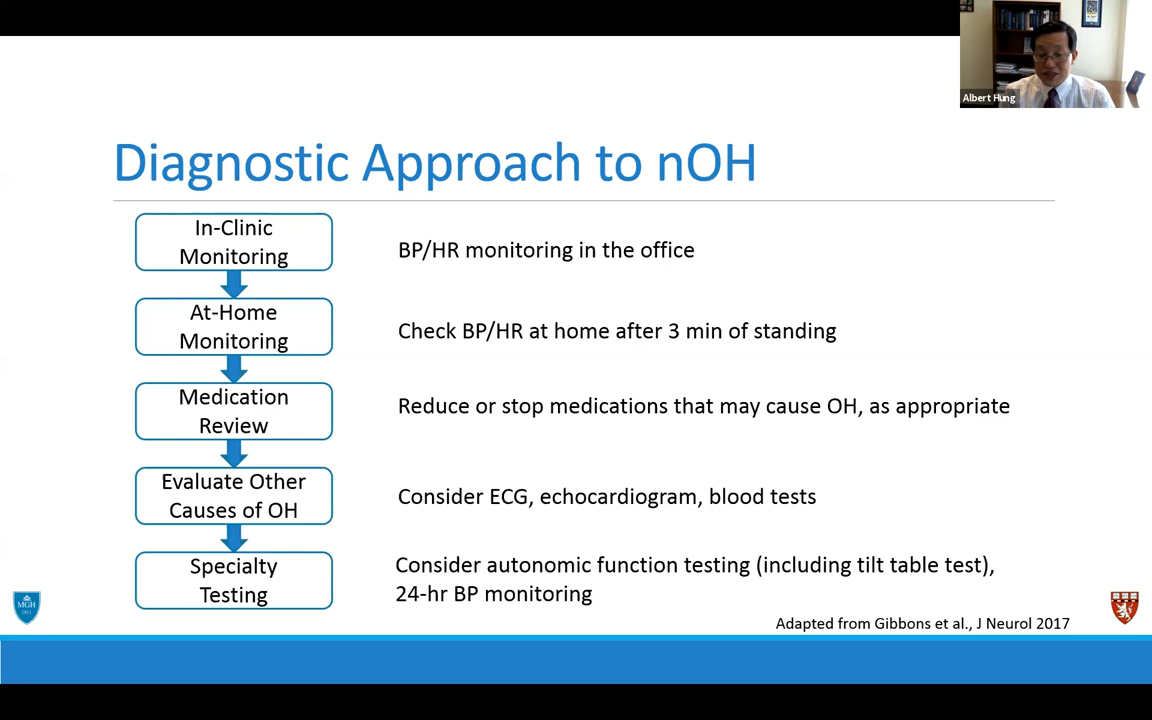 Albert Hung
Diagnostic Approach to nOH
In-Clinic
Monitoring
BP/HR monitoring in the office
At-Home
Monitoring
Check BP/HR at home after 3 min of standing
Medication
Review
Reduce or stop medications that may cause OH, as appropriate
Evaluate Other
Causes of OH
Consider ECG, echocardiogram, blood tests
Specialty
Testing
Consider autonomic function testing (including tilt table test),
24-hr BP monitoring
MGH
1811
Adapted from Gibbons et al., J Neurol 2017